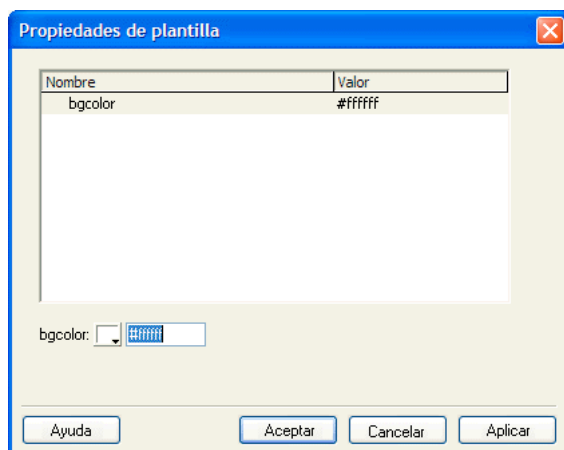 Propiedades de plantilla
Nombre Valor
bgcolor #ffffff
bgcolor: #ffffff
Ayuda Aceptar Cancelar Aplicar